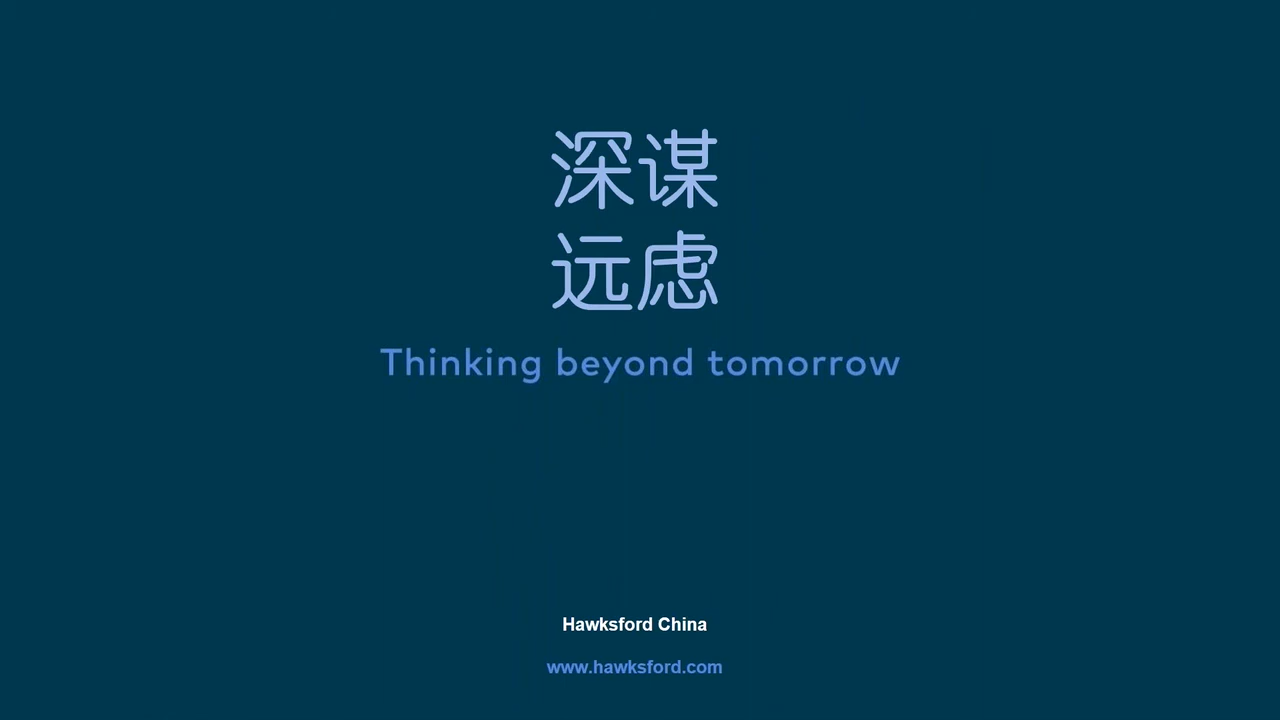 深谋
远虑
Thinking beyond tomorrow
Hawksford China
www.hawksford.com